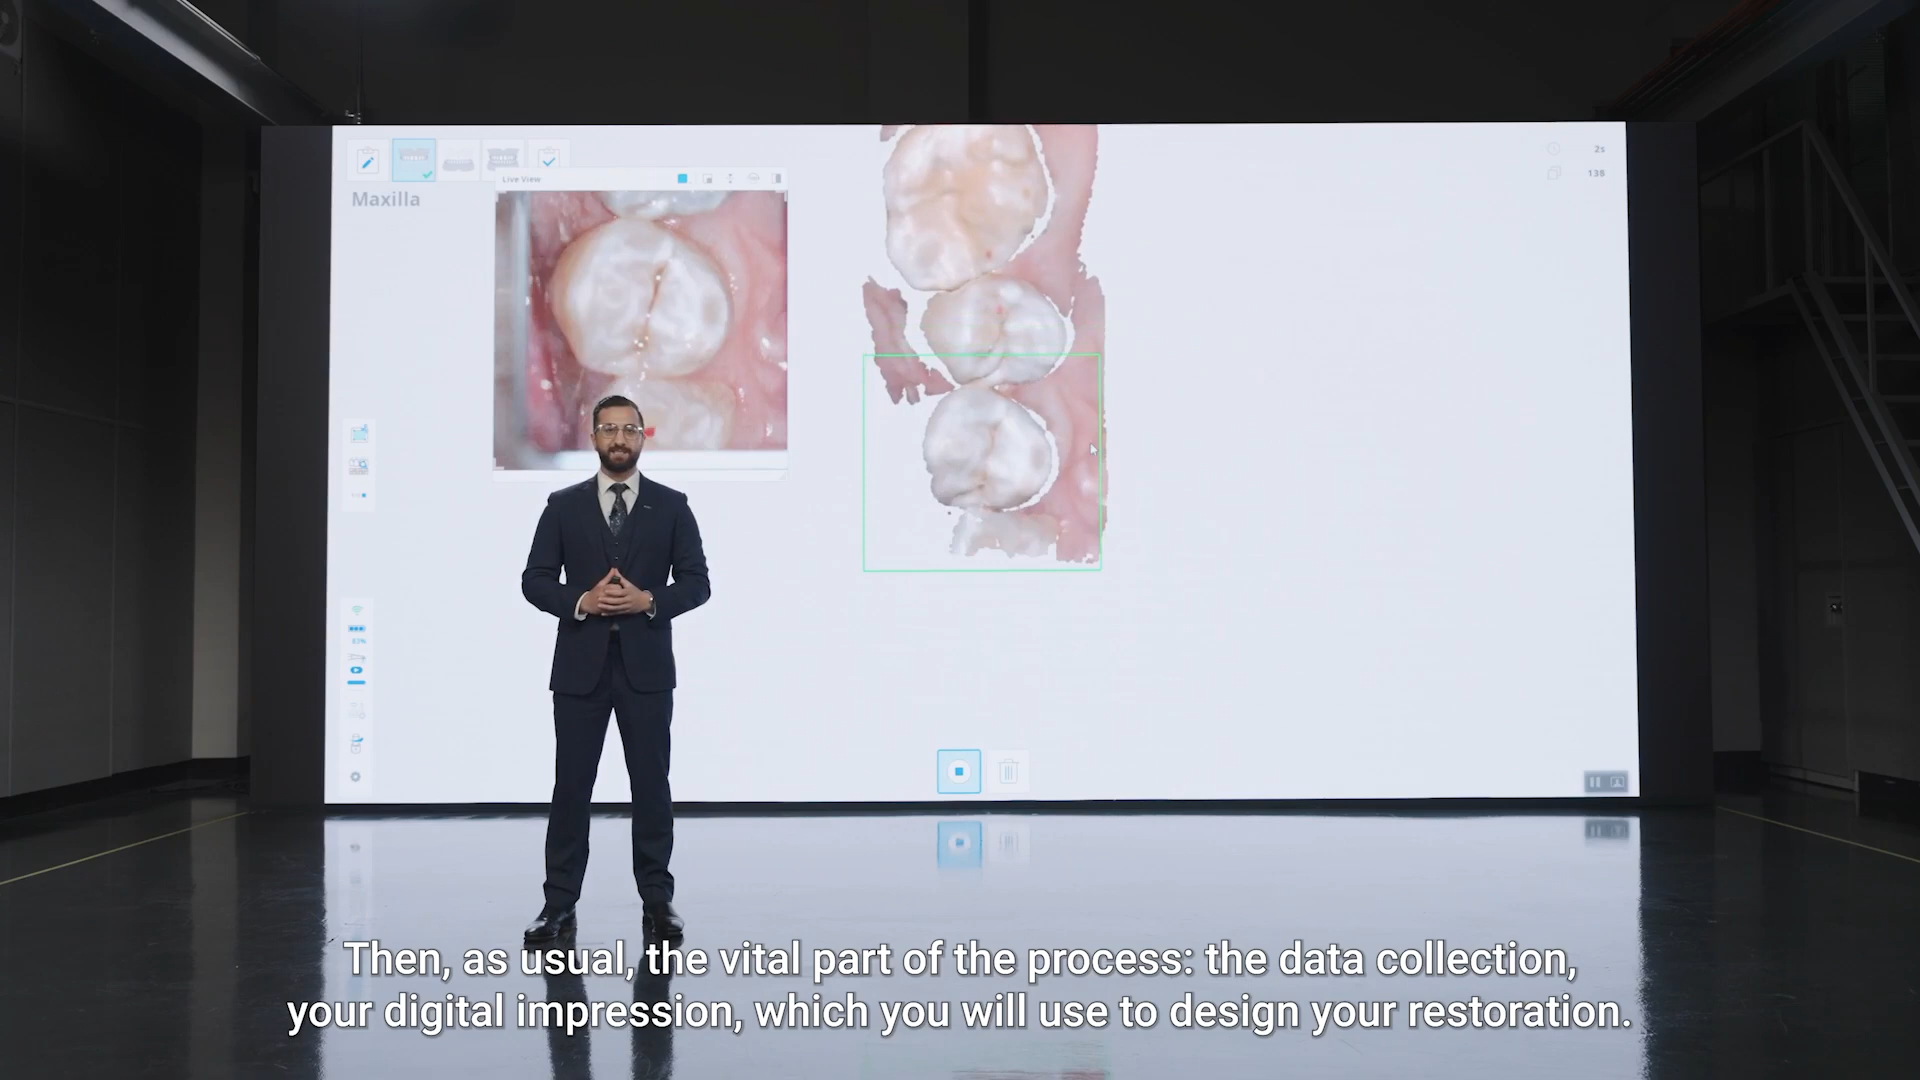 Live View
Maxilla
2s
138
93%
Then, as usual, the vital part of the process: the data collection,
your digital impression, which you will use to design your restoration.